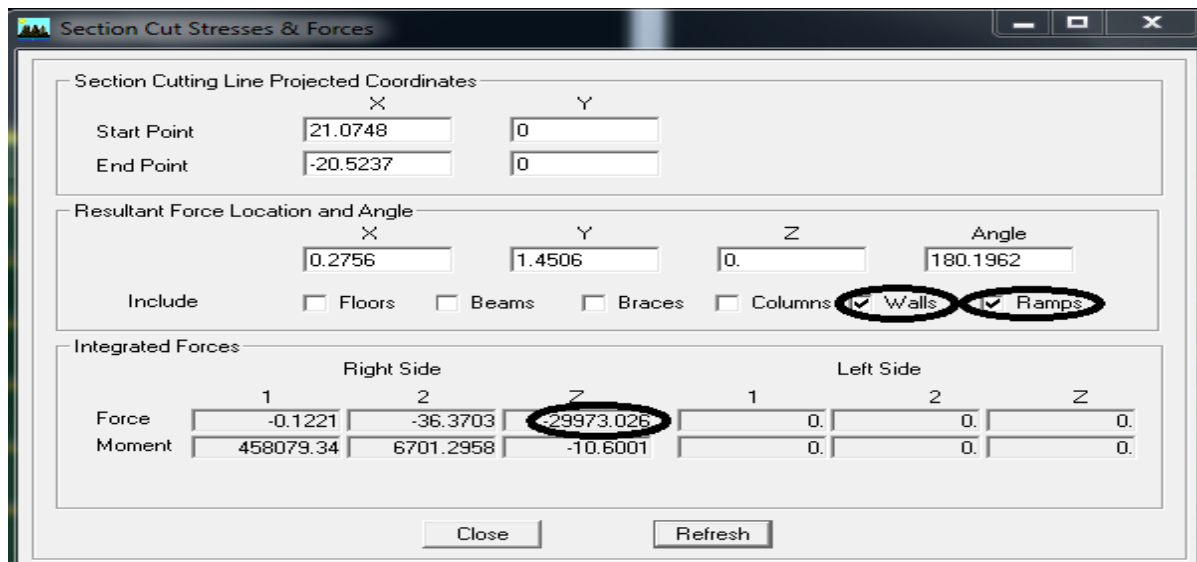 Section Cut Stresses & Forces
Section Cutting Line Projected Coordinates
X Y
Start Point 21.0748 0
End Point -20.5237 0
Resultant Force Location and Angle
X Y Z Angle
0.2756 1.4506 0. 180.1962
Include Floors Beams Braces Columns Walls Ramps
Integrated Forces
Right Side Left Side
1 2 Z 1 2 Z
Force -0.1221 -36.3703 -29973.026 0. 0. 0.
Moment 458079.34 6701.2958 -10.6001 0. 0. 0.
Close Refresh